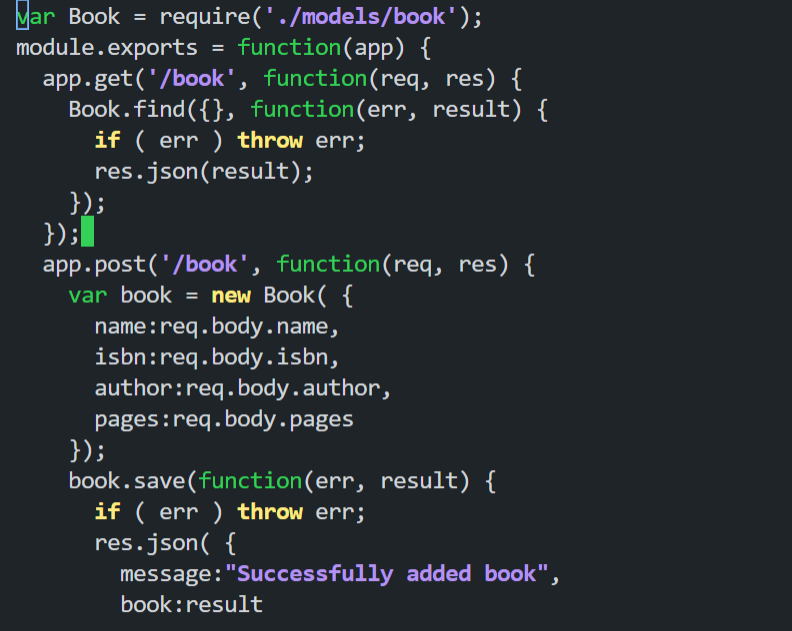 var Book = require('./models/book');
module.exports = function(app) {
  app.get('/book', function(req, res) {
    Book.find({}, function(err, result) {
      if ( err ) throw err;
      res.json(result);
    });
  });
  app.post('/book', function(req, res) {
    var book = new Book( {
      name:req.body.name,
      isbn:req.body.isbn,
      author:req.body.author,
      pages:req.body.pages
    });
    book.save(function(err, result) {
      if ( err ) throw err;
      res.json( {
        message:"Successfully added book",
        book:result